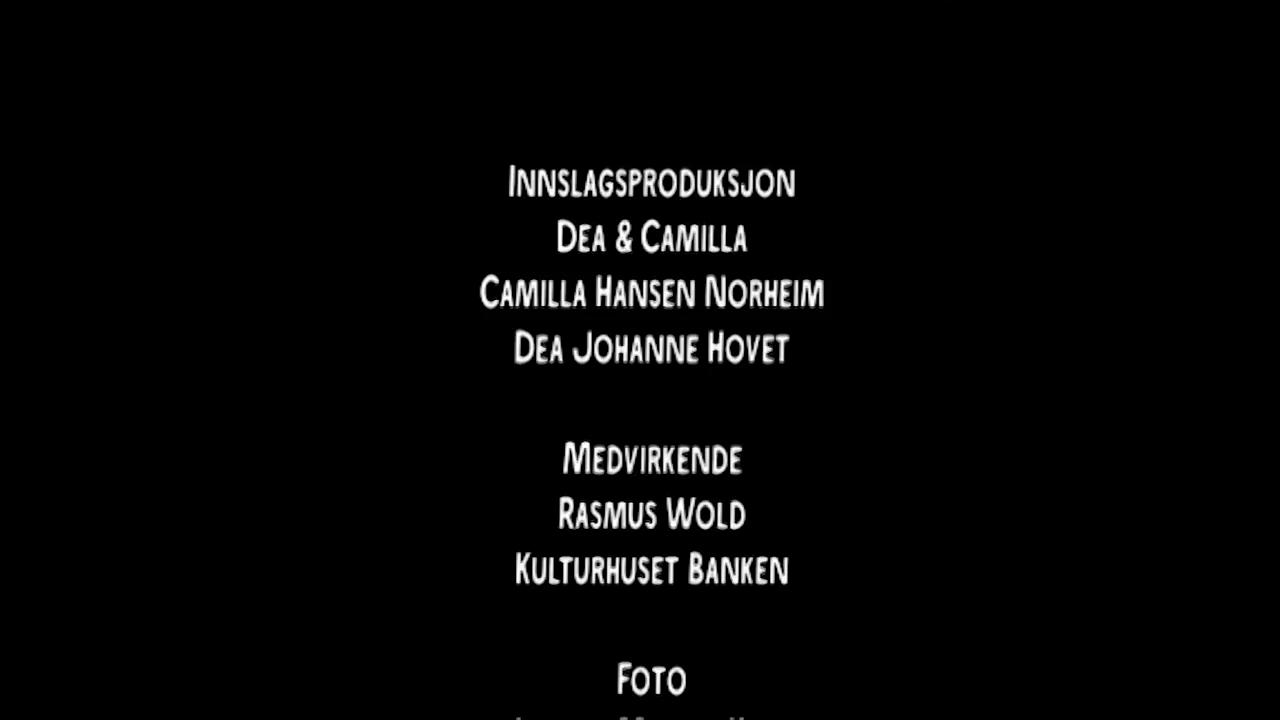 Innslagsproduksjon
Dea & Camilla
Camilla Hansen Norheim
Dea Johanne Hovet
Medvirkende
Rasmus Wold
Kulturhuset Banken
Foto